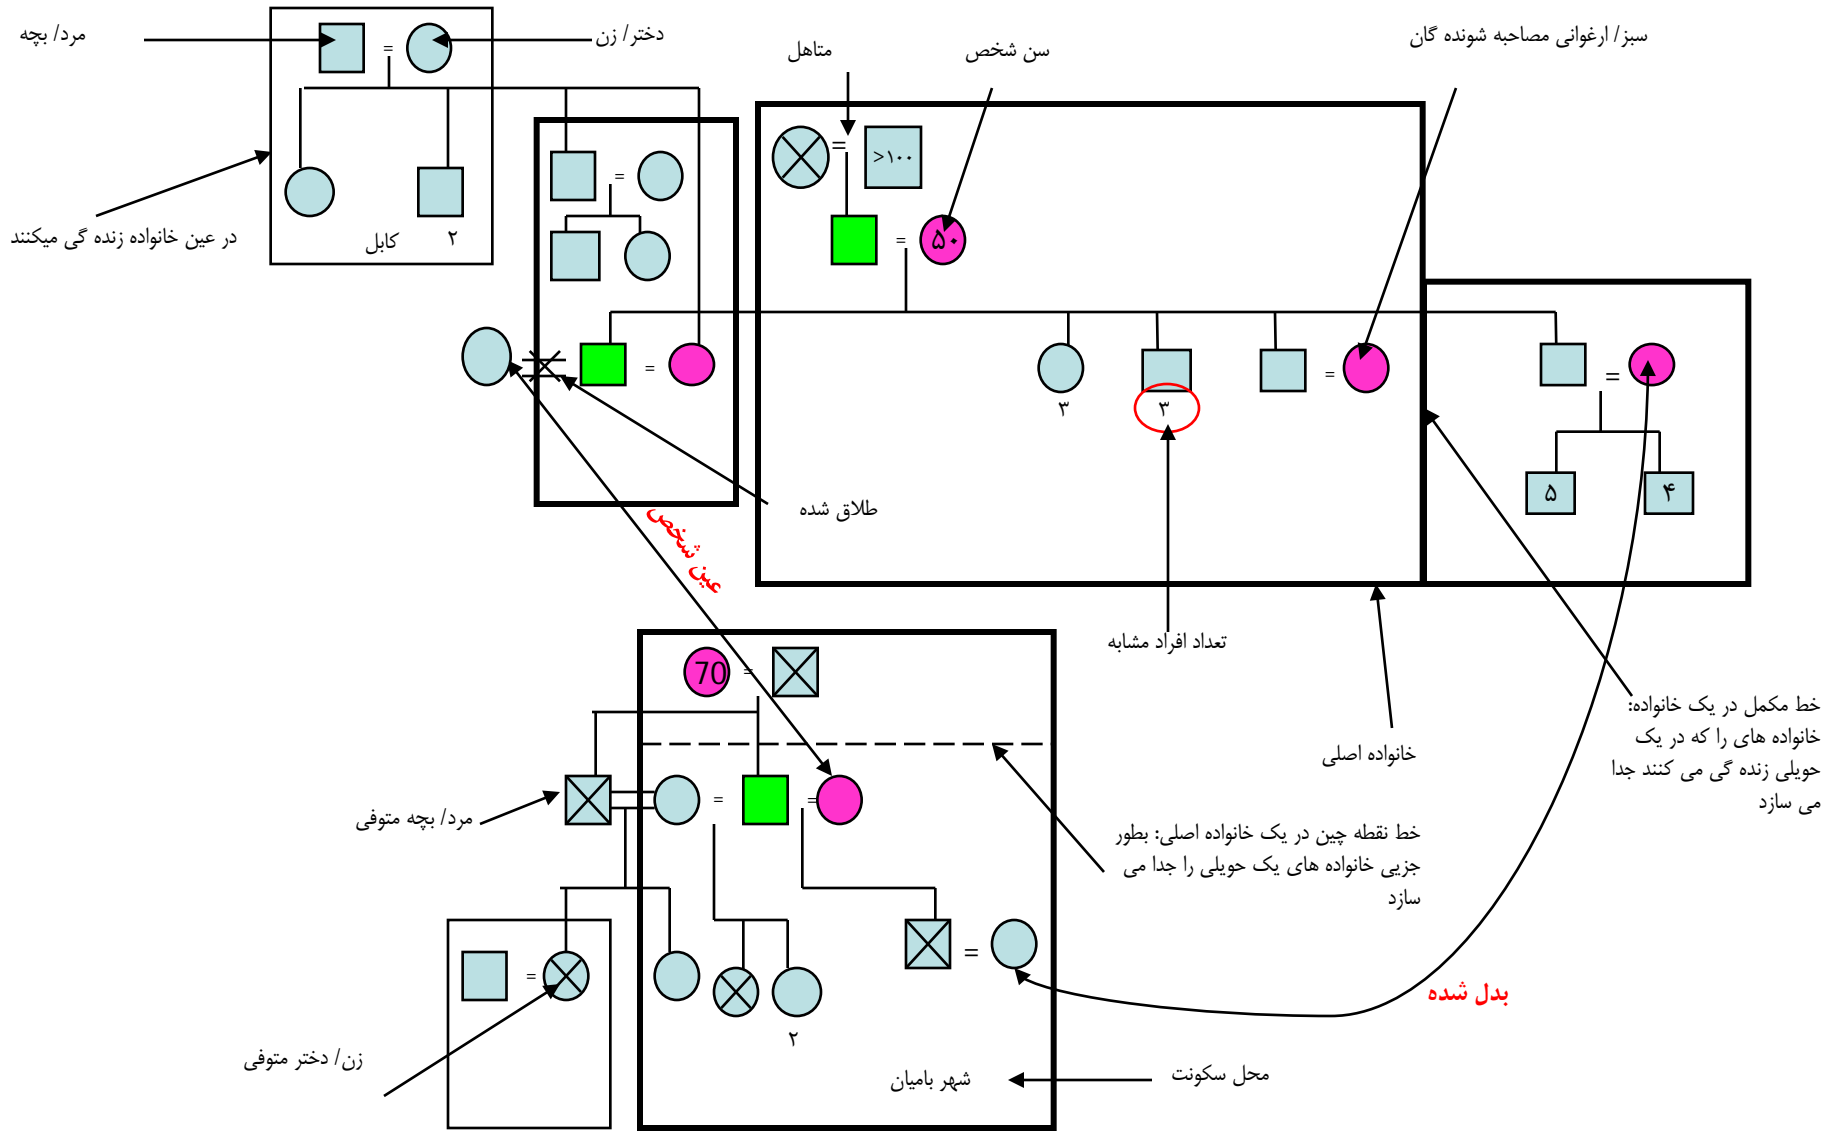 سبز/ ارغوانی مصاحبه شونده گان
سن شخص
متاهل
دختر/ زن
مرد/ بچه
=
=
>۱۰۰
=
=
۵۰
در عین خانواده زنده گی میکنند
کابل
۲
=
=
=
۳
۳
۵
۴
طلاق شده
عین شخص
تعداد افراد مشابه
70
=
خانواده اصلی
خط مکمل در یک خانواده:
خانواده های را که در یک
حویلی زنده گی می کنند جدا
می سازد
مرد/ بچه متوفی
=
=
خط نقطه چین در یک خانواده اصلی: بطور
جزیی خانواده های یک حویلی را جدا می
سازد
=
=
بدل شده
۲
زن/ دختر متوفی
شهر بامیان
محل سکونت